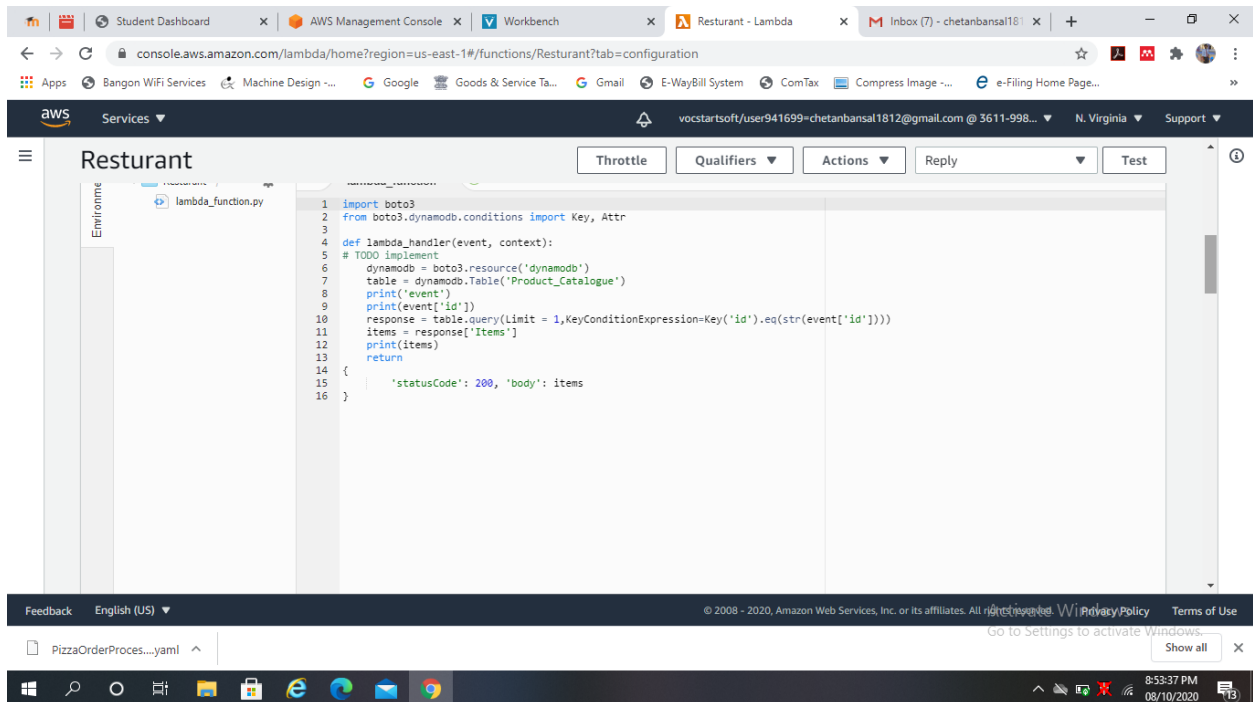 Student Dashboard AWS Management Console Workbench Resturant - Lambda Inbox (7) - chetanbansal181
console.aws.amazon.com/lambda/home?region=us-east-1#/functions/Resturant?tab=configuration
Apps Bangon WiFi Services Machine Design -... Google Goods & Service Ta... Gmail E-WayBill System ComTax Compress Image -... e-Filing Home Page...
aws Services ▼ vocstartsoft/user941699=chetanbansal1812@gmail.com @ 3611-998... ▼ N. Virginia ▼ Support ▼
Resturant Throttle Qualifiers ▼ Actions ▼ Reply ▼ Test
Resturant lambda_function
Environme
lambda_function.py
1 import boto3
2 from boto3.dynamodb.conditions import Key, Attr
3
4 def lambda_handler(event, context):
5 # TODO implement
6     dynamodb = boto3.resource('dynamodb')
7     table = dynamodb.Table('Product_Catalogue')
8     print('event')
9     print(event['id'])
10     response = table.query(Limit = 1,KeyConditionExpression=Key('id').eq(str(event['id'])))
11     items = response['Items']
12     print(items)
13     return
14 {
15         'statusCode': 200, 'body': items
16 }
Feedback English (US) ▼ © 2008 - 2020, Amazon Web Services, Inc. or its affiliates. All rights reserved. Privacy Policy Terms of Use
Activate Windows
Go to Settings to activate Windows.
PizzaOrderProces....yaml Show all
8:53:37 PM
08/10/2020
13